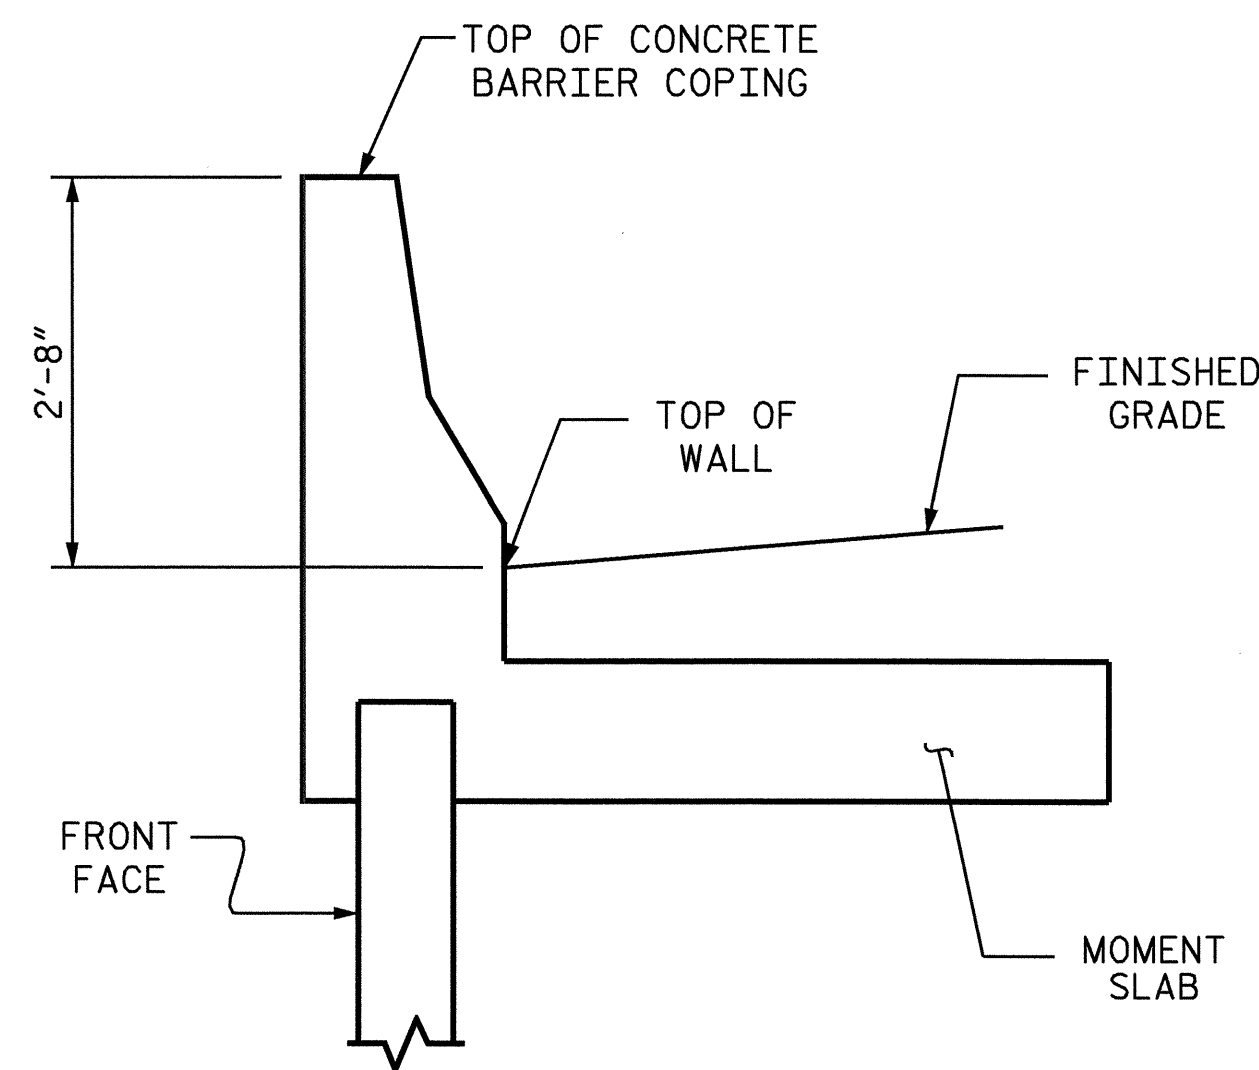 TOP OF CONCRETE
BARRIER COPING
2'-8"
FINISHED
GRADE
TOP OF
WALL
FRONT
FACE
MOMENT
SLAB